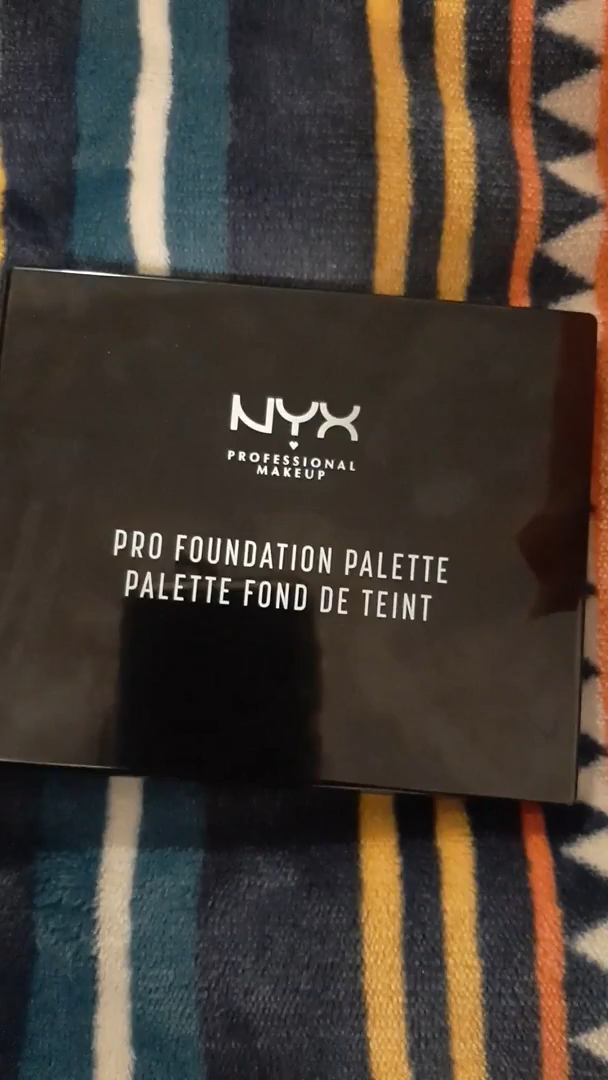 NYX
PROFESSIONAL
MAKEUP
PRO FOUNDATION PALETTE
PALETTE FOND DE TEINT